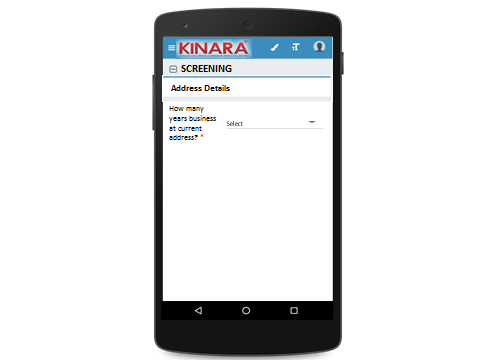 KINARA
SCREENING
Address Details
How many
years business
at current
address? *
Select